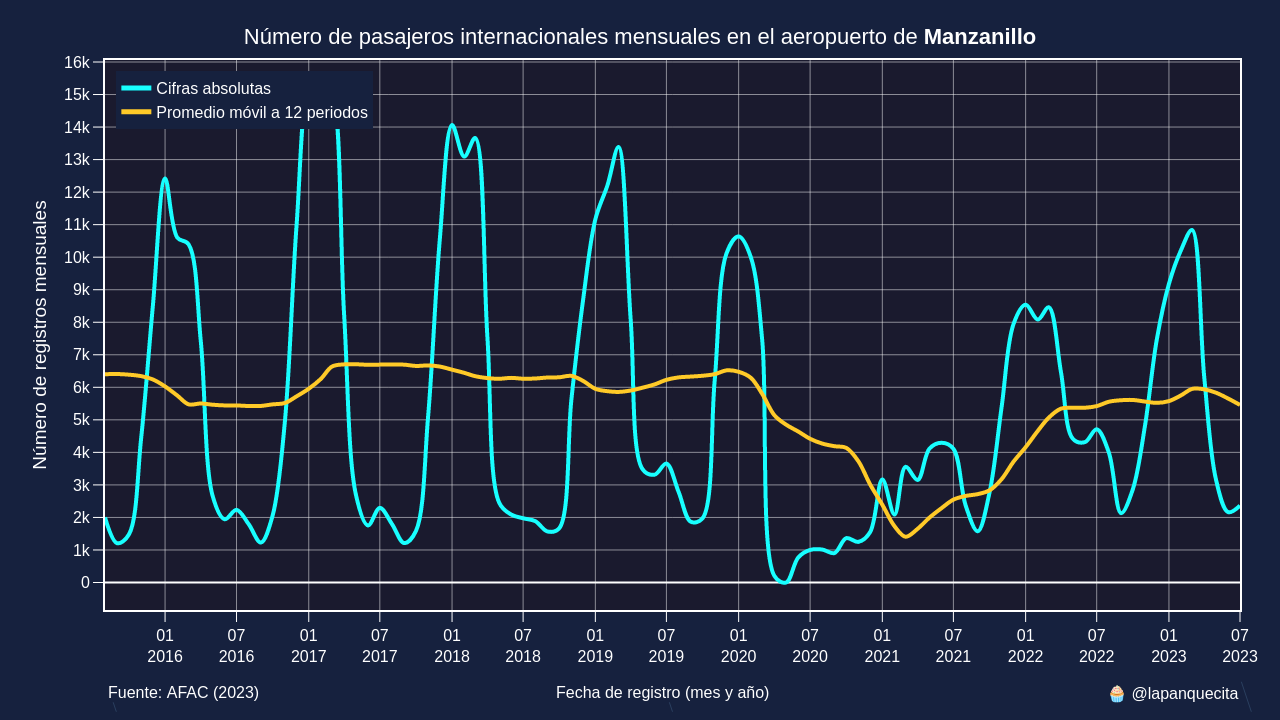 Número de pasajeros internacionales mensuales en el aeropuerto de Manzanillo
Cifras absolutas
Promedio móvil a 12 periodos
Número de registros mensuales
16k
15k
14k
13k
12k
11k
10k
9k
8k
7k
6k
5k
4k
3k
2k
1k
0
01 07 01 07 01 07 01 07 01 07 01 07 01 07 01 07
2016 2016 2017 2017 2018 2018 2019 2019 2020 2020 2021 2021 2022 2022 2023 2023
Fuente: AFAC (2023) Fecha de registro (mes y año) 🧁 @lapanquecita